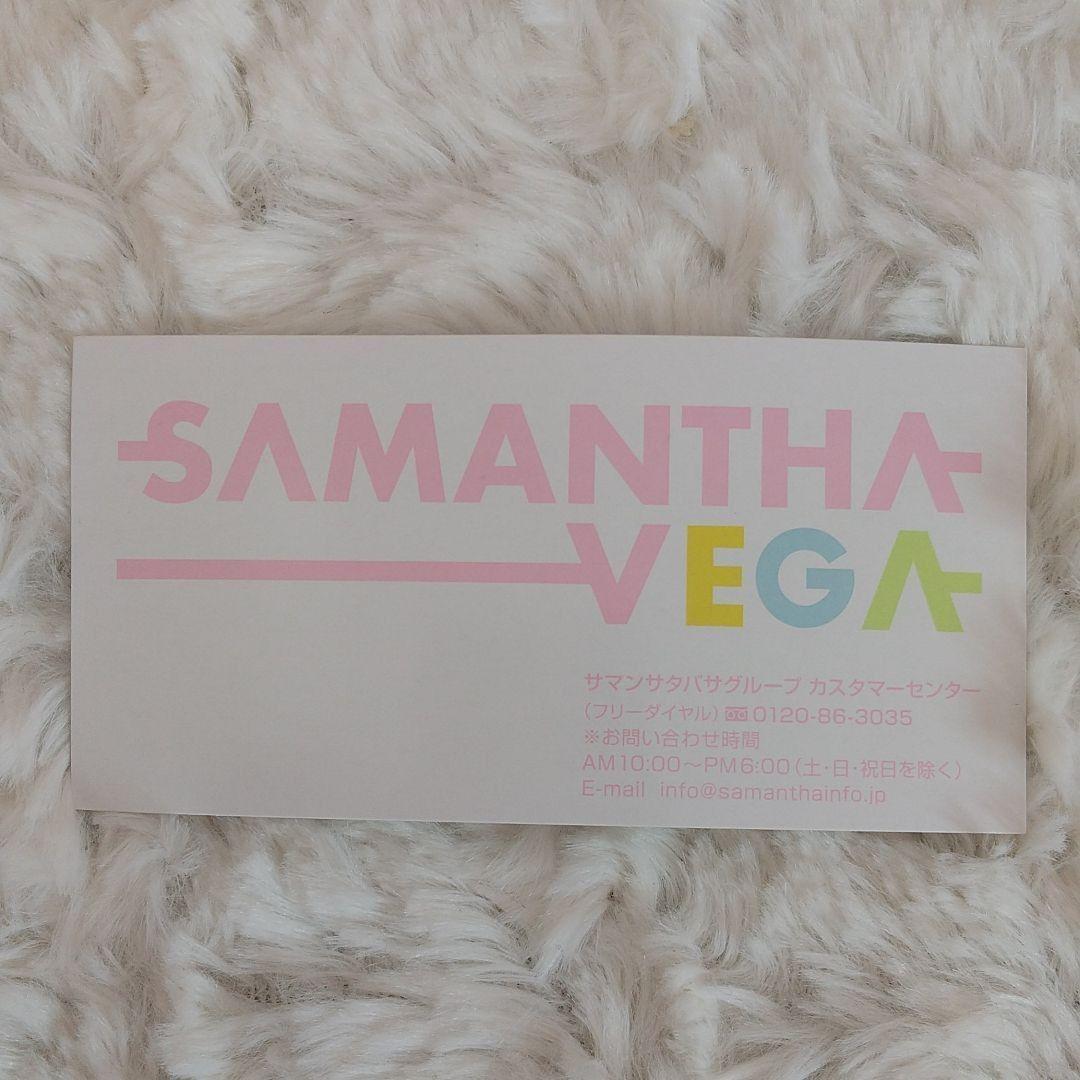 SAMANTHA
VEGA
サマンサタバサグループ カスタマーセンター
(フリーダイヤル) 0120-86-3035
※お問い合わせ時間
AM10:00〜PM6:00(土・日・祝日を除く)
E-mail info@samanthainfo.jp